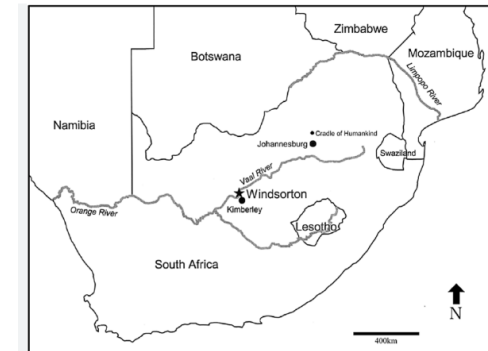 Zimbabwe
Mozambique
Botswana
Limpopo River
Namibia
Cradle of Humankind
Johannesburg
Swaziland
Vaal River
Windsorton
Kimberley
Orange River
Lesotho
South Africa
N
400km